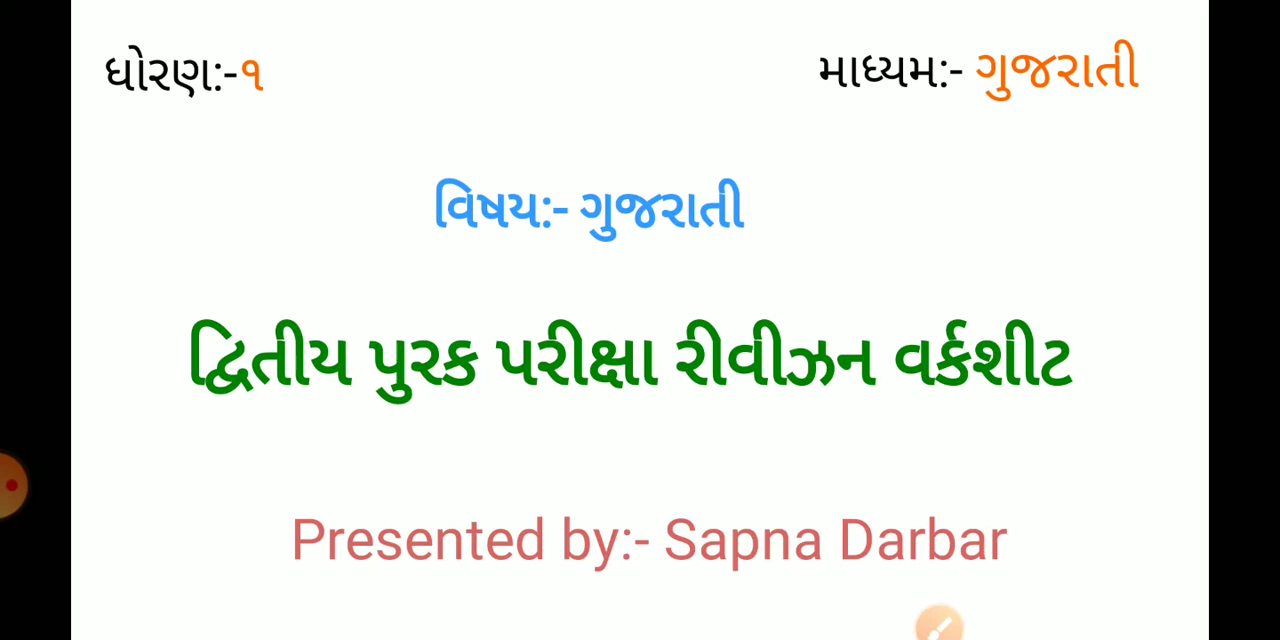 ધોરણ:-૧ માધ્યમ:- ગુજરાતી
વિષય:- ગુજરાતી
દ્વિતીય પુરક પરીક્ષા રીવીઝન વર્કશીટ
Presented by:- Sapna Darbar